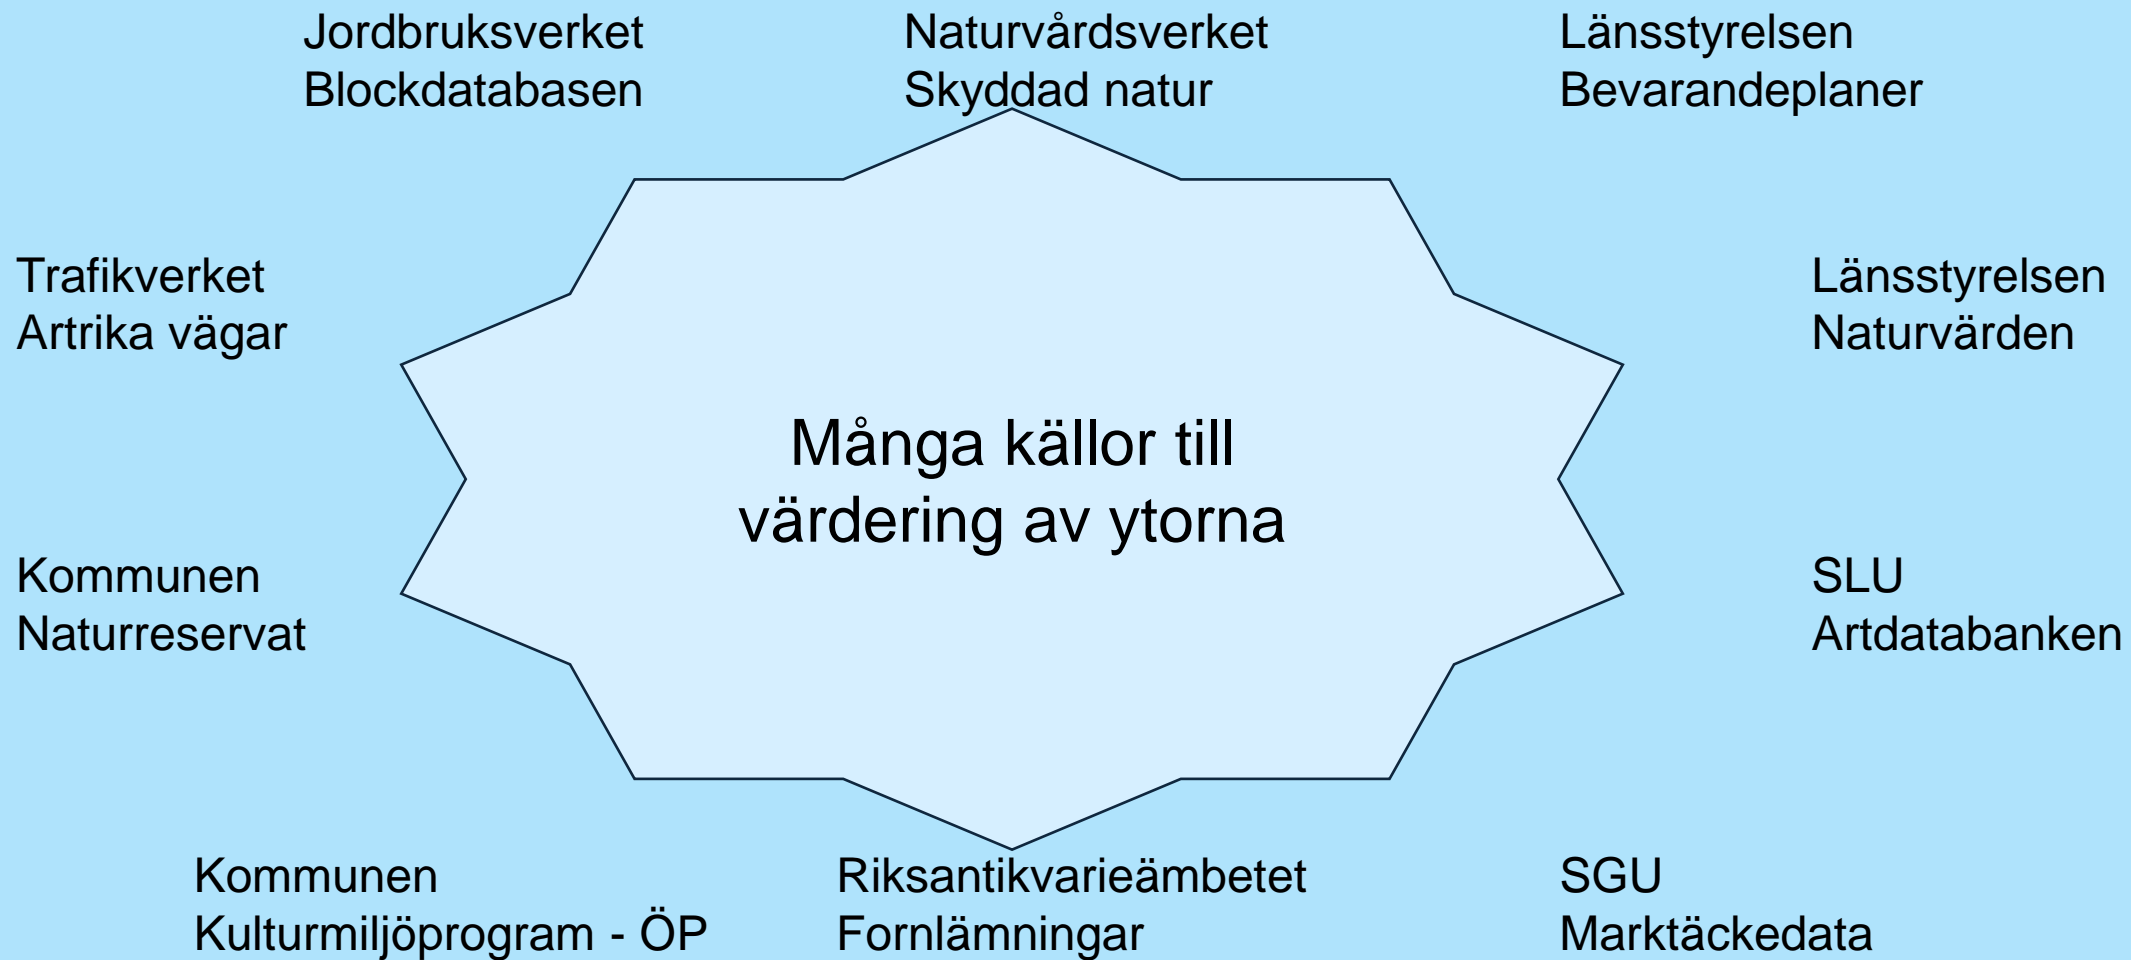 Jordbruksverket
Blockdatabasen
Naturvårdsverket
Skyddad natur
Länsstyrelsen
Bevarandeplaner
Trafikverket
Artrika vägar
Länsstyrelsen
Naturvärden
Många källor till
värdering av ytorna
Kommunen
Naturreservat
SLU
Artdatabanken
Kommunen
Kulturmiljöprogram - ÖP
Riksantikvarieämbetet
Fornlämningar
SGU
Marktäckedata